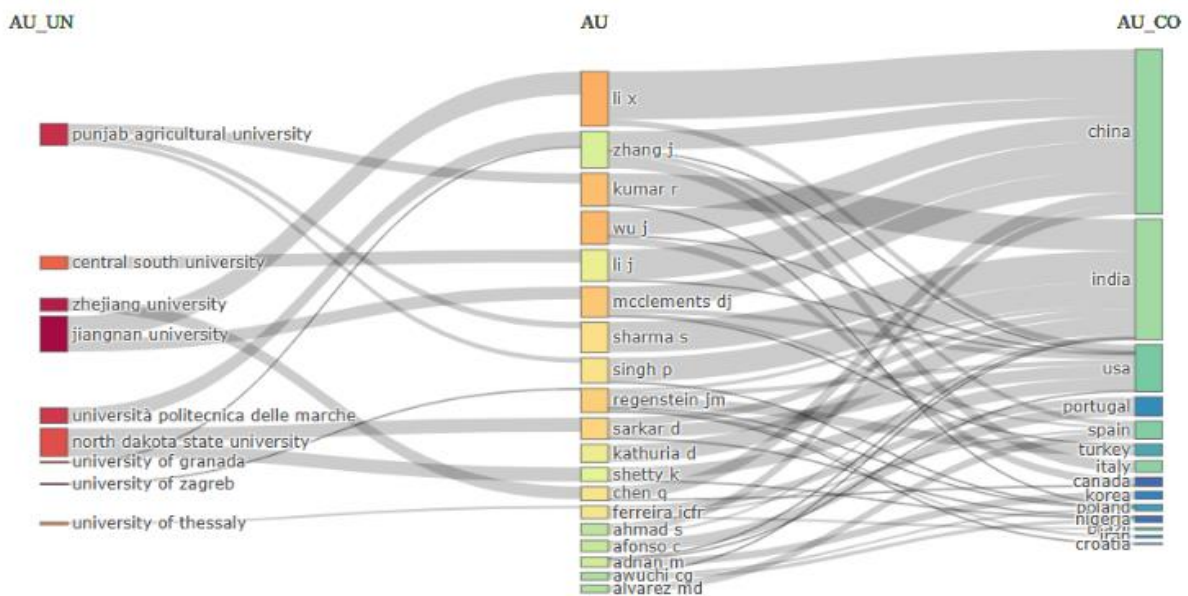 AU_UN
AU
AU_CO
punjab agricultural university
central south university
zhejiang university
jiangnan university
università politecnica delle marche
north dakota state university
university of granada
university of zagreb
university of thessaly
li x
zhang j
kumar r
wu j
li j
mcclements dj
sharma s
singh p
regenstein jm
sarkar d
kathuria d
shetty k
chen q
ferreira icfr
ahmad s
afonso c
adnan m
awuchi cg
alvarez md
china
india
usa
portugal
spain
turkey
italy
canada
korea
poland
nigeria
iran
croatia